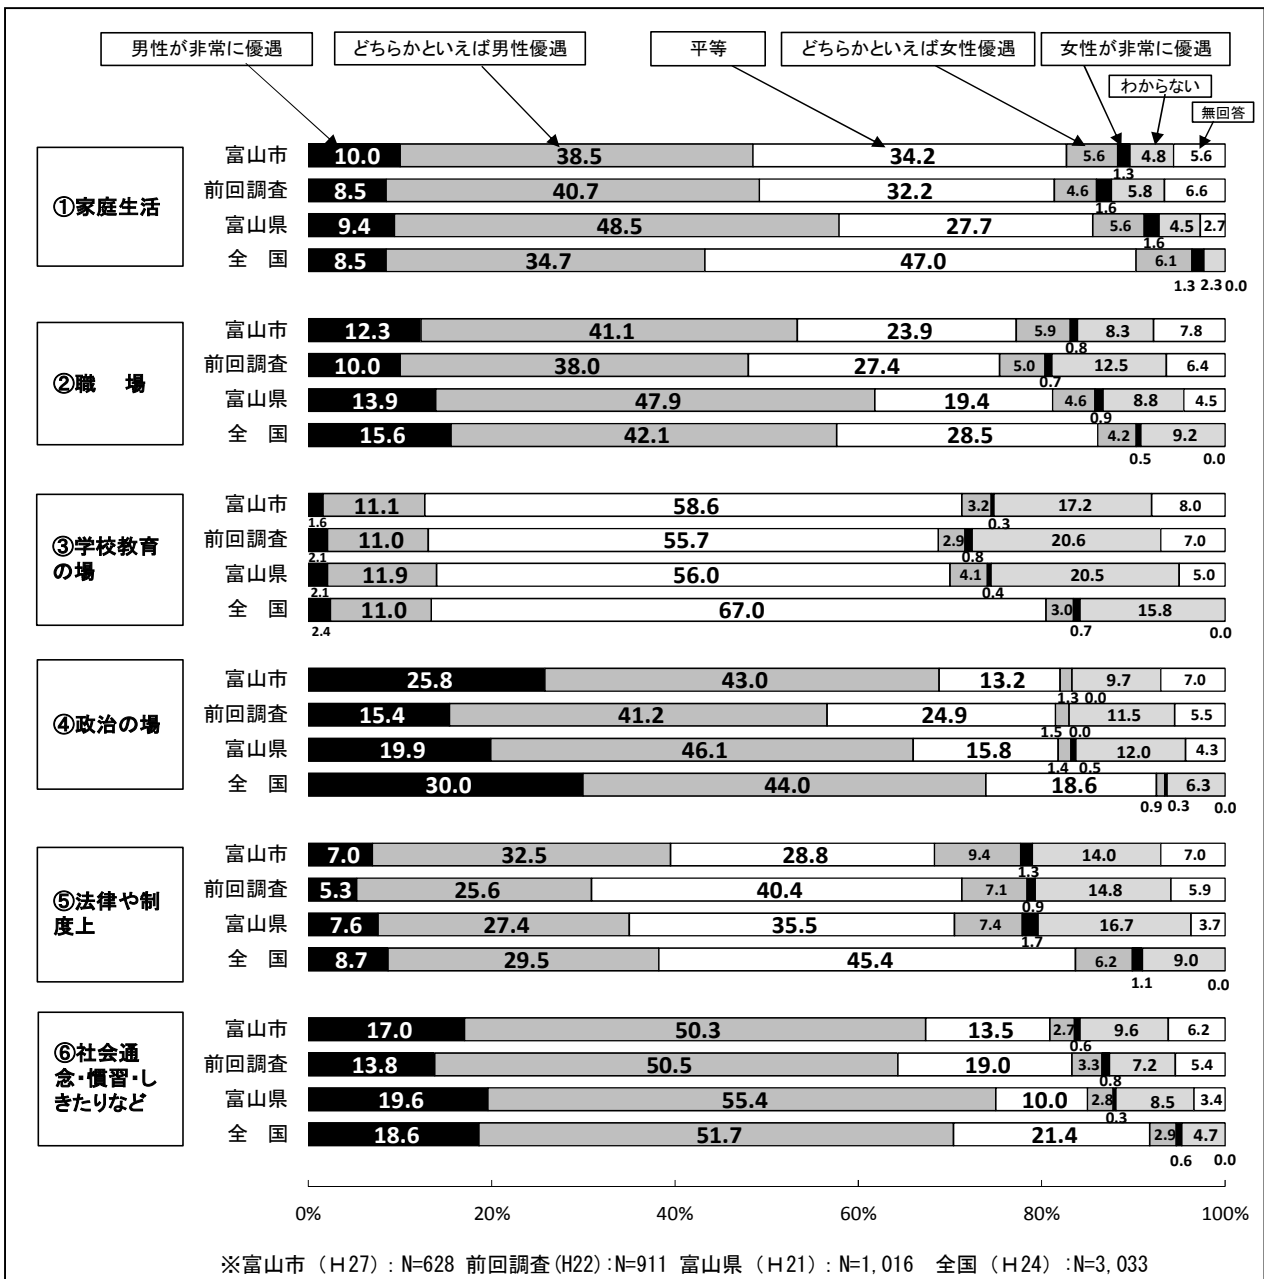 男性が非常に優遇 どちらかといえば男性優遇 平等 どちらかといえば女性優遇 女性が非常に優遇
わからない
無回答
①家庭生活
富山市 10.0 38.5 34.2 5.6 1.3 4.8 5.6
前回調査 8.5 40.7 32.2 4.6 1.6 5.8 6.6
富山県 9.4 48.5 27.7 5.6 1.6 4.5 2.7
全 国 8.5 34.7 47.0 6.1 1.3 2.3 0.0
②職 場
富山市 12.3 41.1 23.9 5.9 0.8 8.3 7.8
前回調査 10.0 38.0 27.4 5.0 0.7 12.5 6.4
富山県 13.9 47.9 19.4 4.6 0.9 8.8 4.5
全 国 15.6 42.1 28.5 4.2 0.5 9.2 0.0
③学校教育
の場
富山市 1.6 11.1 58.6 3.2 0.3 17.2 8.0
前回調査 2.1 11.0 55.7 2.9 0.8 20.6 7.0
富山県 2.1 11.9 56.0 4.1 0.4 20.5 5.0
全 国 2.4 11.0 67.0 3.0 0.7 15.8 0.0
④政治の場
富山市 25.8 43.0 13.2 1.3 0.0 9.7 7.0
前回調査 15.4 41.2 24.9 1.5 0.0 11.5 5.5
富山県 19.9 46.1 15.8 1.4 0.5 12.0 4.3
全 国 30.0 44.0 18.6 0.9 0.3 6.3 0.0
⑤法律や制
度上
富山市 7.0 32.5 28.8 9.4 1.3 14.0 7.0
前回調査 5.3 25.6 40.4 7.1 0.9 14.8 5.9
富山県 7.6 27.4 35.5 7.4 1.7 16.7 3.7
全 国 8.7 29.5 45.4 6.2 1.1 9.0 0.0
⑥社会通
念・慣習・し
きたりなど
富山市 17.0 50.3 13.5 2.7 0.6 9.6 6.2
前回調査 13.8 50.5 19.0 3.3 0.8 7.2 5.4
富山県 19.6 55.4 10.0 2.8 0.3 8.5 3.4
全 国 18.6 51.7 21.4 2.9 0.6 4.7 0.0
0% 20% 40% 60% 80% 100%
※富山市（H27）：N=628 前回調査(H22)：N=911 富山県（H21）：N=1,016 全国（H24）：N=3,033